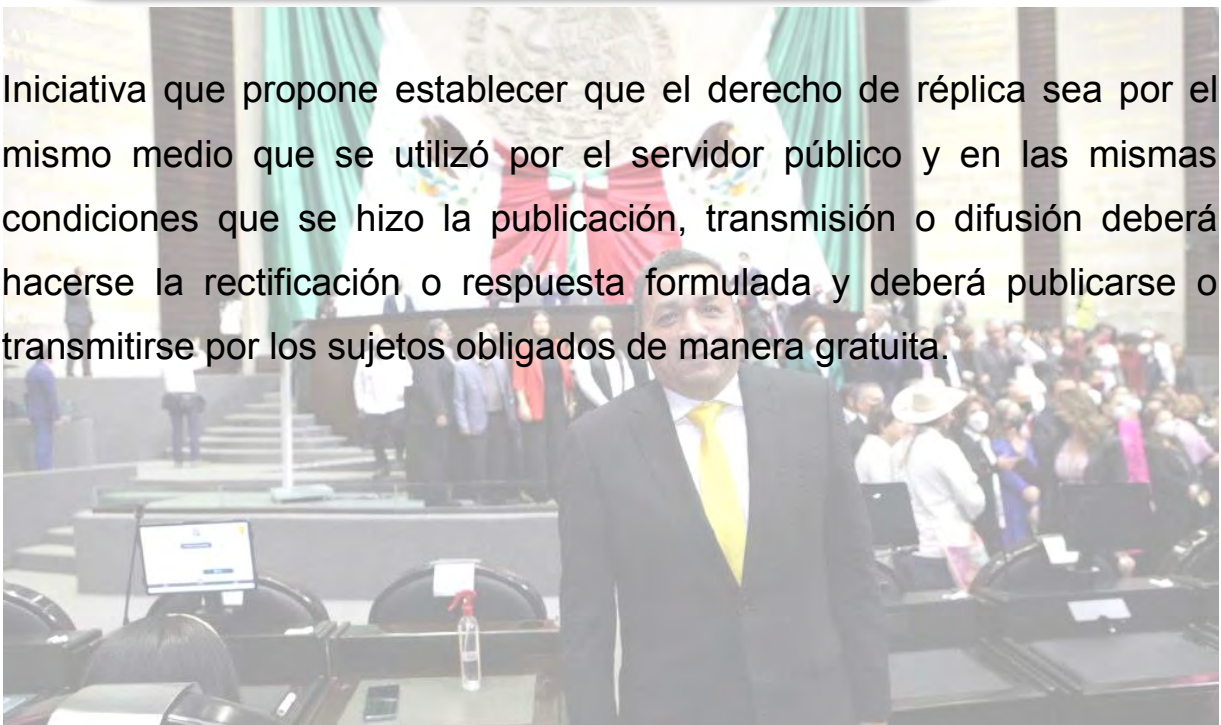 Iniciativa que propone establecer que el derecho de réplica sea por el
mismo medio que se utilizó por el servidor público y en las mismas
condiciones que se hizo la publicación, transmisión o difusión deberá
hacerse la rectificación o respuesta formulada y deberá publicarse o
transmitirse por los sujetos obligados de manera gratuita.